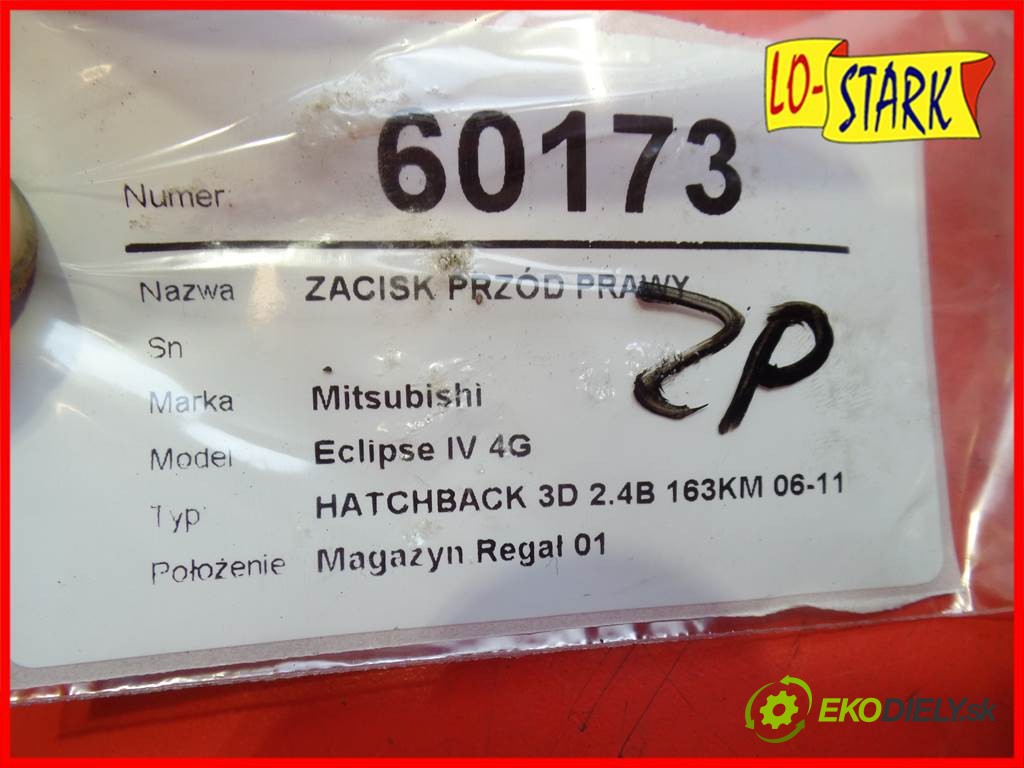 LO-STARK
Numer: 60173
Nazwa ZACISK PRZÓD PRAWY
ZP
Sn
Marka Mitsubishi
Model Eclipse IV 4G
Typ HATCHBACK 3D 2.4B 163KM 06-11
Położenie Magazyn Regał 01
EKODIELY.sk